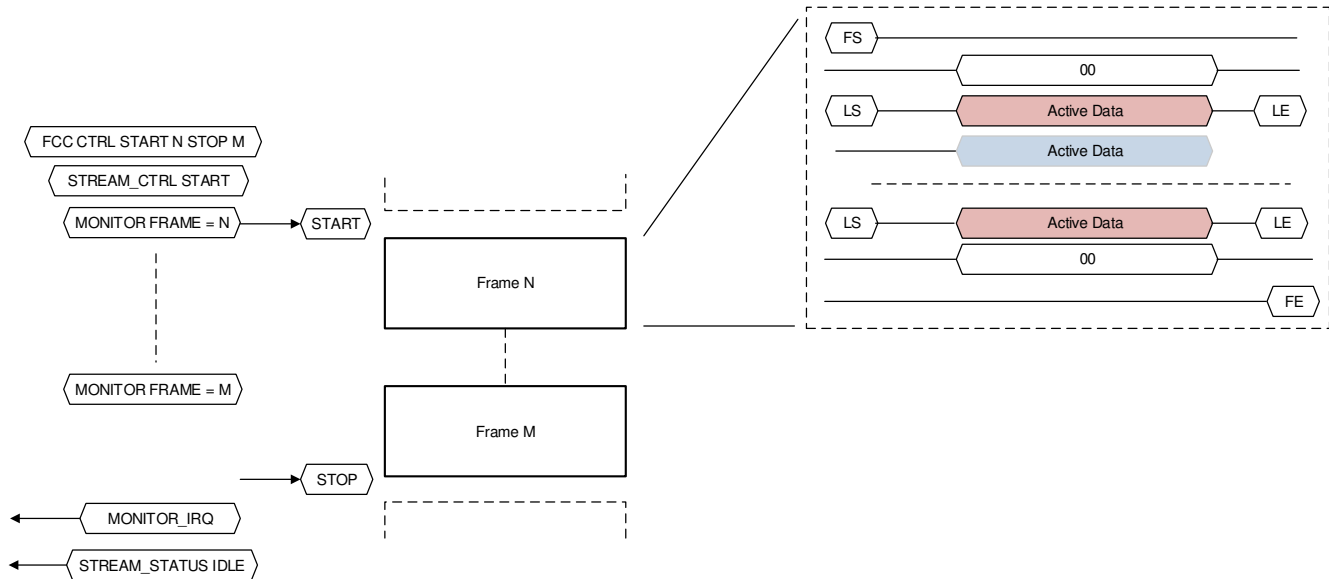 FCC CTRL START N STOP M
STREAM_CTRL START
MONITOR FRAME = N
START
MONITOR FRAME = M
STOP
MONITOR_IRQ
STREAM_STATUS IDLE
Frame N
Frame M
FS
00
LS
Active Data
LE
Active Data
LS
Active Data
LE
00
FE